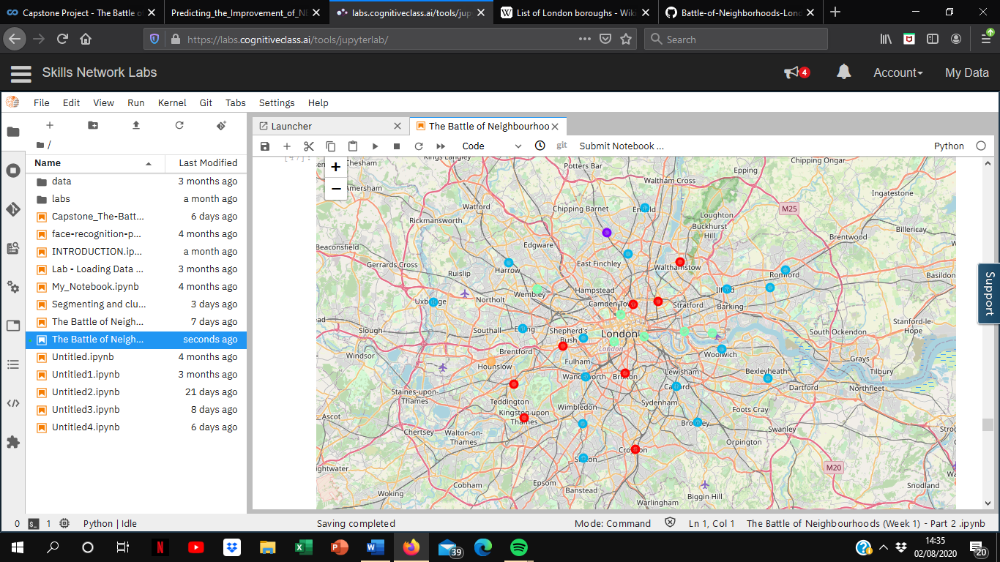 Capstone Project - The Battle of
Predicting_the_Improvement_of_NB
labs.cognitiveclass.ai/tools/jup
List of London boroughs - Wiki
Battle-of-Neighborhoods-Lond
https://labs.cognitiveclass.ai/tools/jupyterlab/
Search
Skills Network Labs
4
Account
My Data
File Edit View Run Kernel Git Tabs Settings Help
Launcher
The Battle of Neighbourhoo
/
Code
git
Submit Notebook ...
Python
Name
Last Modified
data 3 months ago
labs a month ago
Capstone_The-Batt... 6 days ago
face-recognition-p... 4 months ago
INTRODUCTION.ip... a month ago
Lab - Loading Data ... 3 months ago
My_Notebook.ipynb 4 months ago
Segmenting and clu... 3 days ago
The Battle of Neigh... 7 days ago
The Battle of Neigh... seconds ago
Untitled.ipynb 4 months ago
Untitled1.ipynb 3 months ago
Untitled2.ipynb 21 days ago
Untitled3.ipynb 8 days ago
Untitled4.ipynb 6 days ago
[47]:
+
−
Kings Langley
Chesham
Potters Bar
Chipping Ongar
Epping
Waltham Cross
Amersham
Ingatestone
Watford
Chipping Barnet
Enfield
M25
Loughton
Rickmansworth
Buckhurst
Hill
Billericay
Brentwood
Beaconsfield
Edgware
Gerrards Cross
East Finchley
Walthamstow
Harrow
Ruislip
Romford
Basildon
Wembley
Hampstead
Ilford
Uxbridge
Northolt
Camden Town
Stratford
Barking
Slough
Southall
Ealing
Shepherd's
Bush
London
London
South Ockendon
Stanford-le-
Hope
Windsor
Brentford
Woolwich
Grays
Hounslow
Fulham
Tilbury
Wandsworth
Brixton
Lewisham
Bexleyheath
Catford
Dartford
Northfleet
Staines-upon-
Thames
Teddington
Wimbledon
Sydenham
Foots Cray
Ascot
Kingston upon
Thames
Bromley
Swanley
Chertsey
Walton-on-
Thames
Orpington
Croydon
Sutton
M20
Cobham
Epsom
Banstead
Snodland
Woking
Biggin Hill
Warlingham
Support
0
1
Python | Idle
Saving completed
Mode: Command
Ln 1, Col 1
The Battle of Neighbourhoods (Week 1) - Part 2 .ipynb
39
14:35
02/08/2020
20